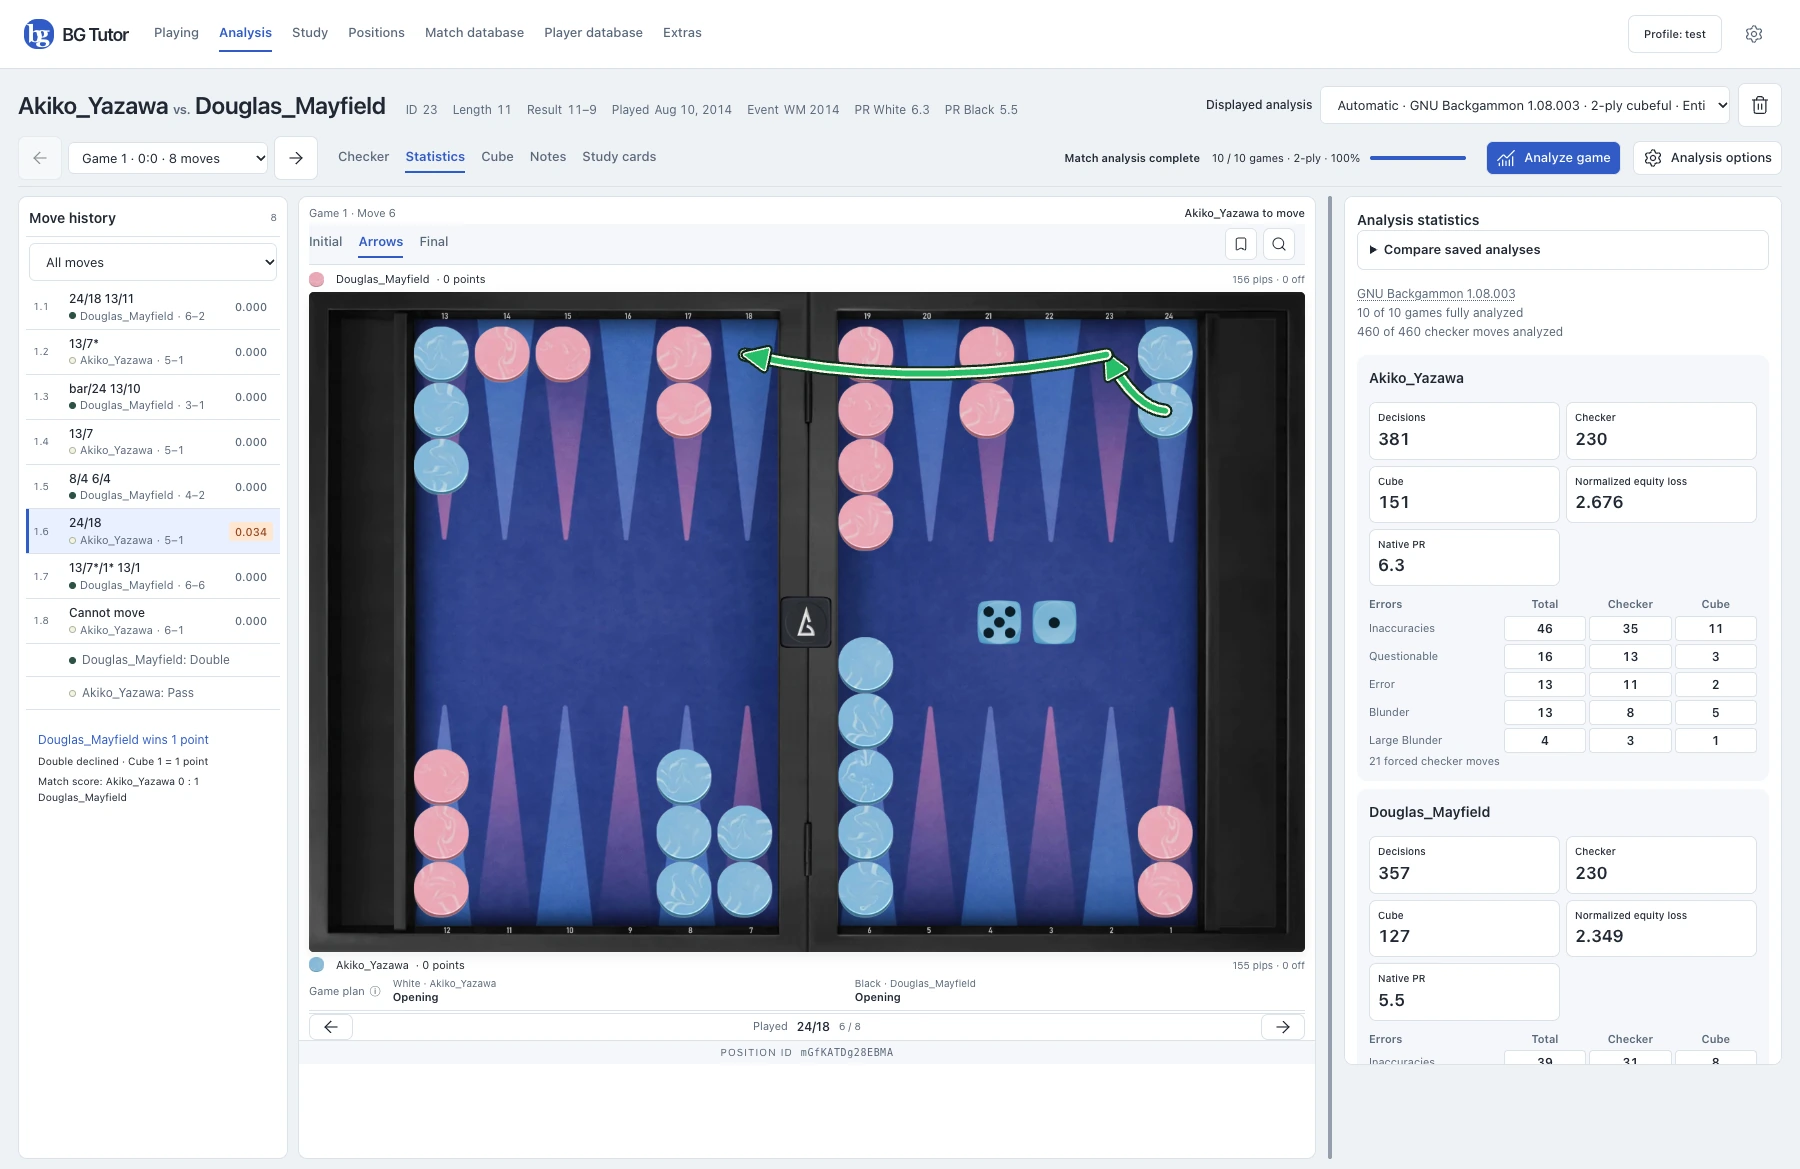 bg BG Tutor Playing Analysis Study Positions Match database Player database Extras Profile: test
Akiko_Yazawa vs. Douglas_Mayfield ID 23 Length 11 Result 11–9 Played Aug 10, 2014 Event WM 2014 PR White 6.3 PR Black 5.5
Displayed analysis Automatic · GNU Backgammon 1.08.003 · 2-ply cubeful · Enti
Game 1 · 0:0 · 8 moves
Checker Statistics Cube Notes Study cards
Match analysis complete 10 / 10 games · 2-ply · 100%
Analyze game
Analysis options
Move history 8
All moves
1.1 24/18 13/11 0.000
Douglas_Mayfield · 6–2
1.2 13/7* 0.000
Akiko_Yazawa · 5–1
1.3 bar/24 13/10 0.000
Douglas_Mayfield · 3–1
1.4 13/7 0.000
Akiko_Yazawa · 5–1
1.5 8/4 6/4 0.000
Douglas_Mayfield · 4–2
1.6 24/18 0.034
Akiko_Yazawa · 5–1
1.7 13/7*/1* 13/1 0.000
Douglas_Mayfield · 6–6
1.8 Cannot move 0.000
Akiko_Yazawa · 6–1
Douglas_Mayfield: Double
Akiko_Yazawa: Pass
Douglas_Mayfield wins 1 point
Double declined · Cube 1 = 1 point
Match score: Akiko_Yazawa 0 : 1
Douglas_Mayfield
Game 1 · Move 6 Akiko_Yazawa to move
Initial Arrows Final
Douglas_Mayfield · 0 points 156 pips · 0 off
13 14 15 16 17 18 19 20 21 22 23 24
12 11 10 9 8 7 6 5 4 3 2 1
Akiko_Yazawa · 0 points 155 pips · 0 off
Game plan White · Akiko_Yazawa Black · Douglas_Mayfield
Opening Opening
Played 24/18 6 / 8
POSITION ID mGfKATDg28EBMA
Analysis statistics
Compare saved analyses
GNU Backgammon 1.08.003
10 of 10 games fully analyzed
460 of 460 checker moves analyzed
Akiko_Yazawa
Decisions Checker
381 230
Cube Normalized equity loss
151 2.676
Native PR
6.3
Errors Total Checker Cube
Inaccuracies 46 35 11
Questionable 16 13 3
Error 13 11 2
Blunder 13 8 5
Large Blunder 4 3 1
21 forced checker moves
Douglas_Mayfield
Decisions Checker
357 230
Cube Normalized equity loss
127 2.349
Native PR
5.5
Errors Total Checker Cube
Inaccuracies 39 31 8